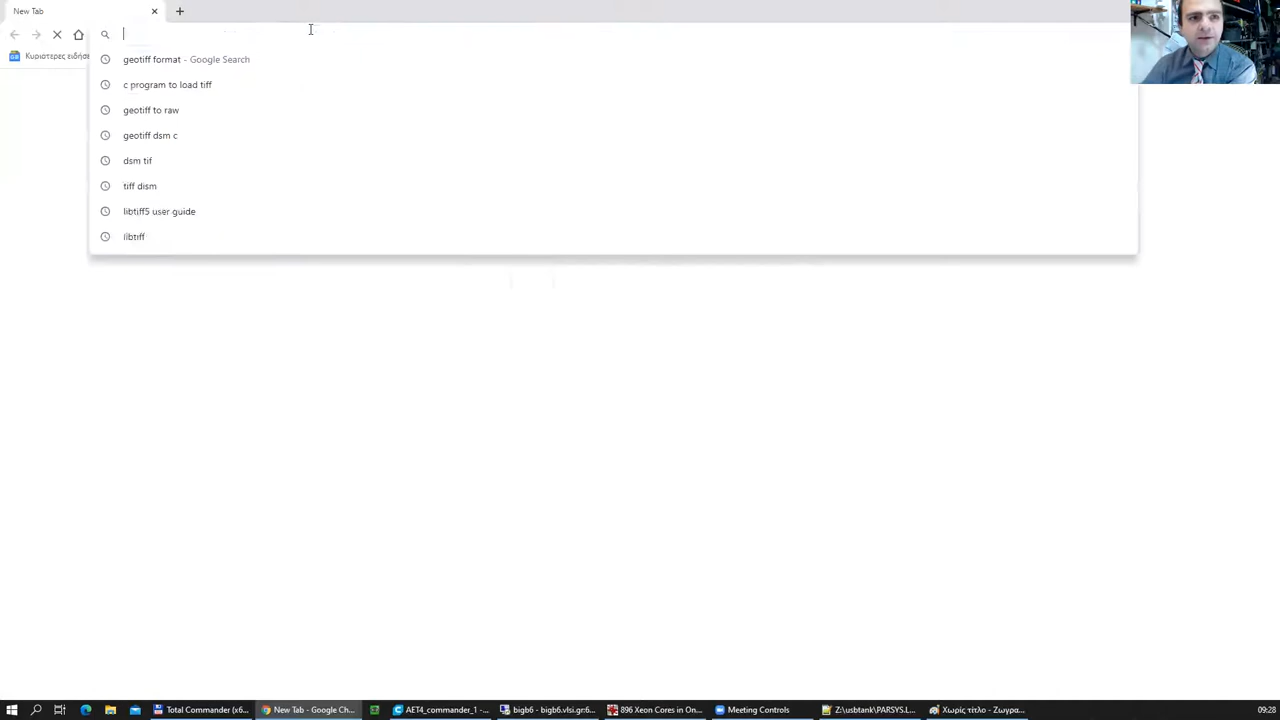 New Tab
Κυριότερες ειδήσε
geotiff format - Google Search
c program to load tiff
geotiff to raw
geotiff dsm c
dsm tif
tiff dism
libtiff5 user guide
libtiff
Total Commander (x6...
New Tab - Google Ch...
AET4_commander_1 -...
bigb6 - bigb6.vlsi.gr:6...
896 Xeon Cores in On...
Meeting Controls
Z:\usbtank\PARSYS.L...
Χωρίς τίτλο - Ζωγρα...
09:28